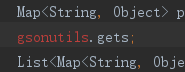 Map<String, Object> p
gsonutils.gets;
List<Map<String, Object